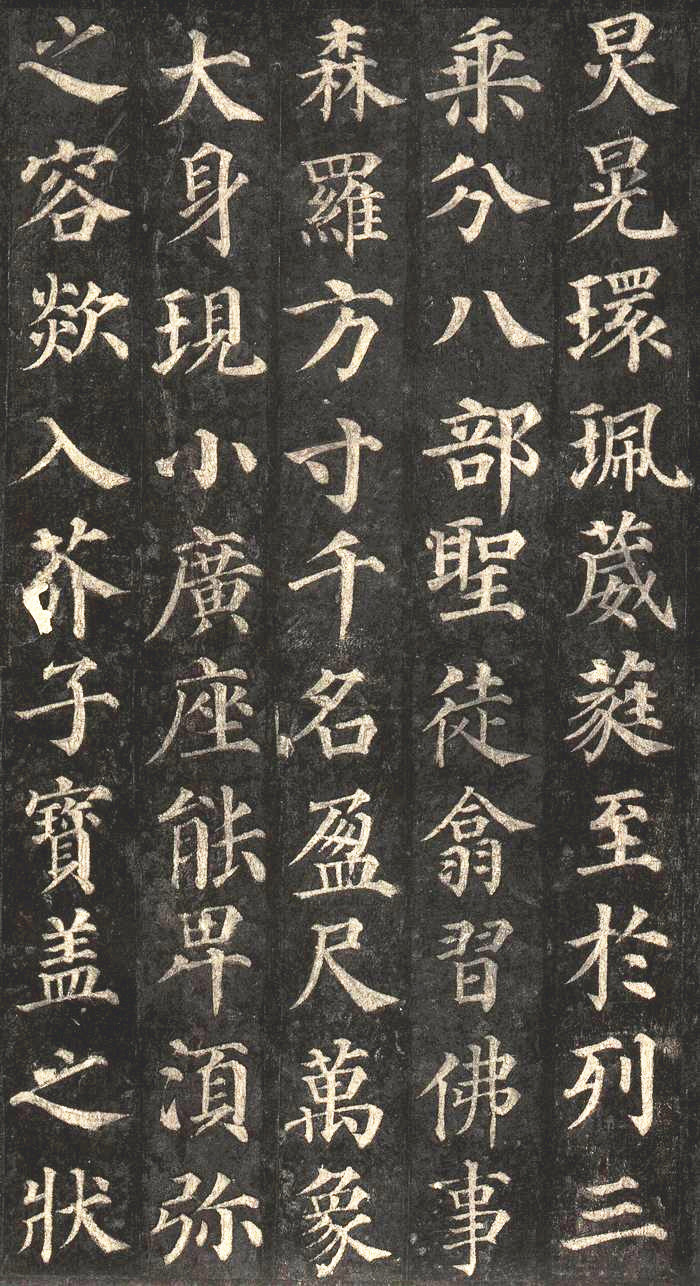 炅晃環珮葳蕤至於列三
乘分八部聖徒翕習佛事
森羅方寸千名盈尺萬象
大身現小廣座能卑須弥
之容欻入芥子寶盖之狀